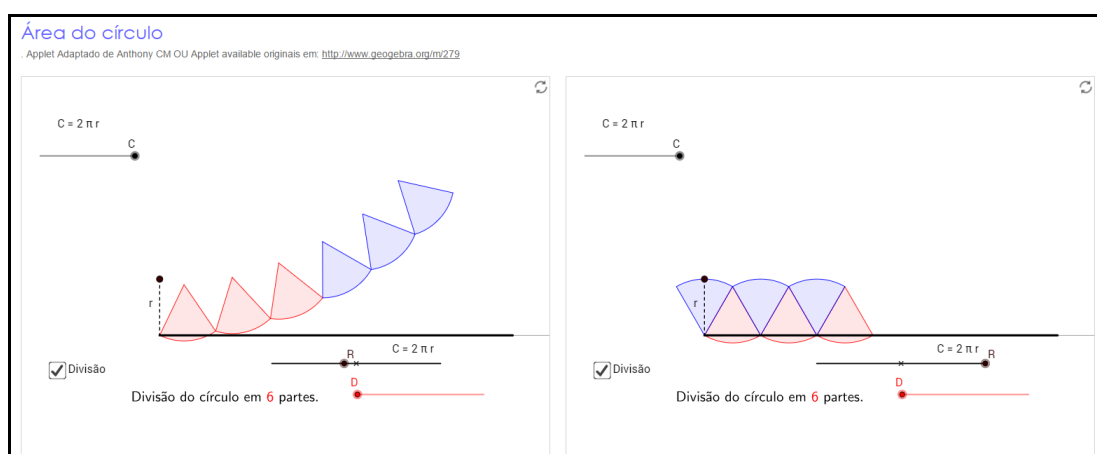 Área do círculo
. Applet Adaptado de Anthony CM OU Applet available originais em: http://www.geogebra.org/m/279
C = 2 π r
C
r
C = 2 π r
R
Divisão
D
Divisão do círculo em 6 partes.
C = 2 π r
C
r
C = 2 π r
R
Divisão
D
Divisão do círculo em 6 partes.